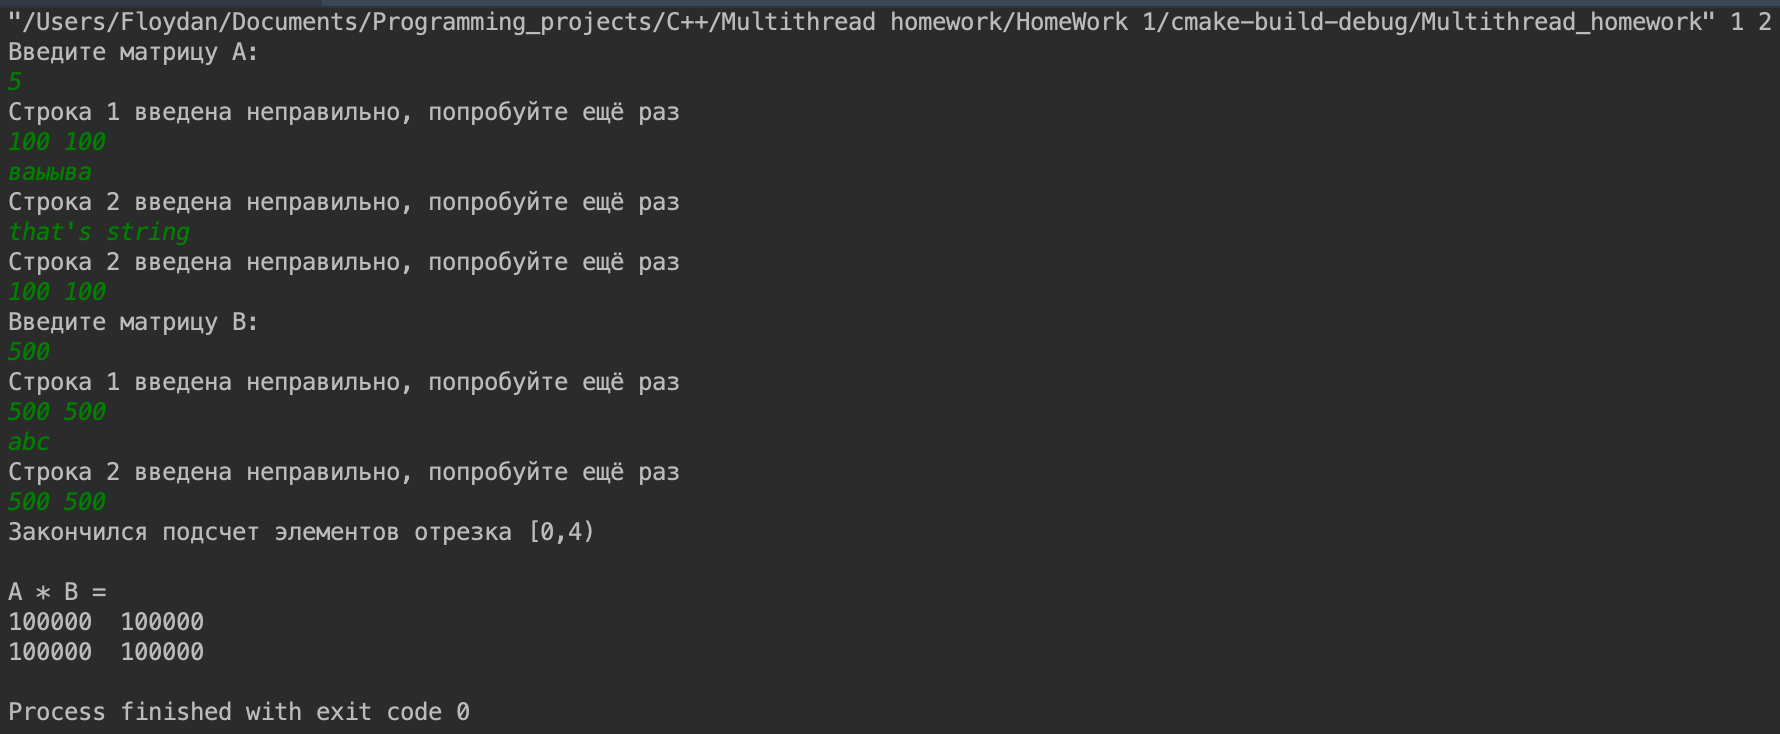 "/Users/Floydan/Documents/Programming_projects/C++/Multithread homework/HomeWork 1/cmake-build-debug/Multithread_homework" 1 2
Введите матрицу A:
5
Строка 1 введена неправильно, попробуйте ещё раз
100 100
ваыыва
Строка 2 введена неправильно, попробуйте ещё раз
that's string
Строка 2 введена неправильно, попробуйте ещё раз
100 100
Введите матрицу B:
500
Строка 1 введена неправильно, попробуйте ещё раз
500 500
abc
Строка 2 введена неправильно, попробуйте ещё раз
500 500
Закончился подсчет элементов отрезка [0,4)
A * B =
100000  100000
100000  100000
Process finished with exit code 0